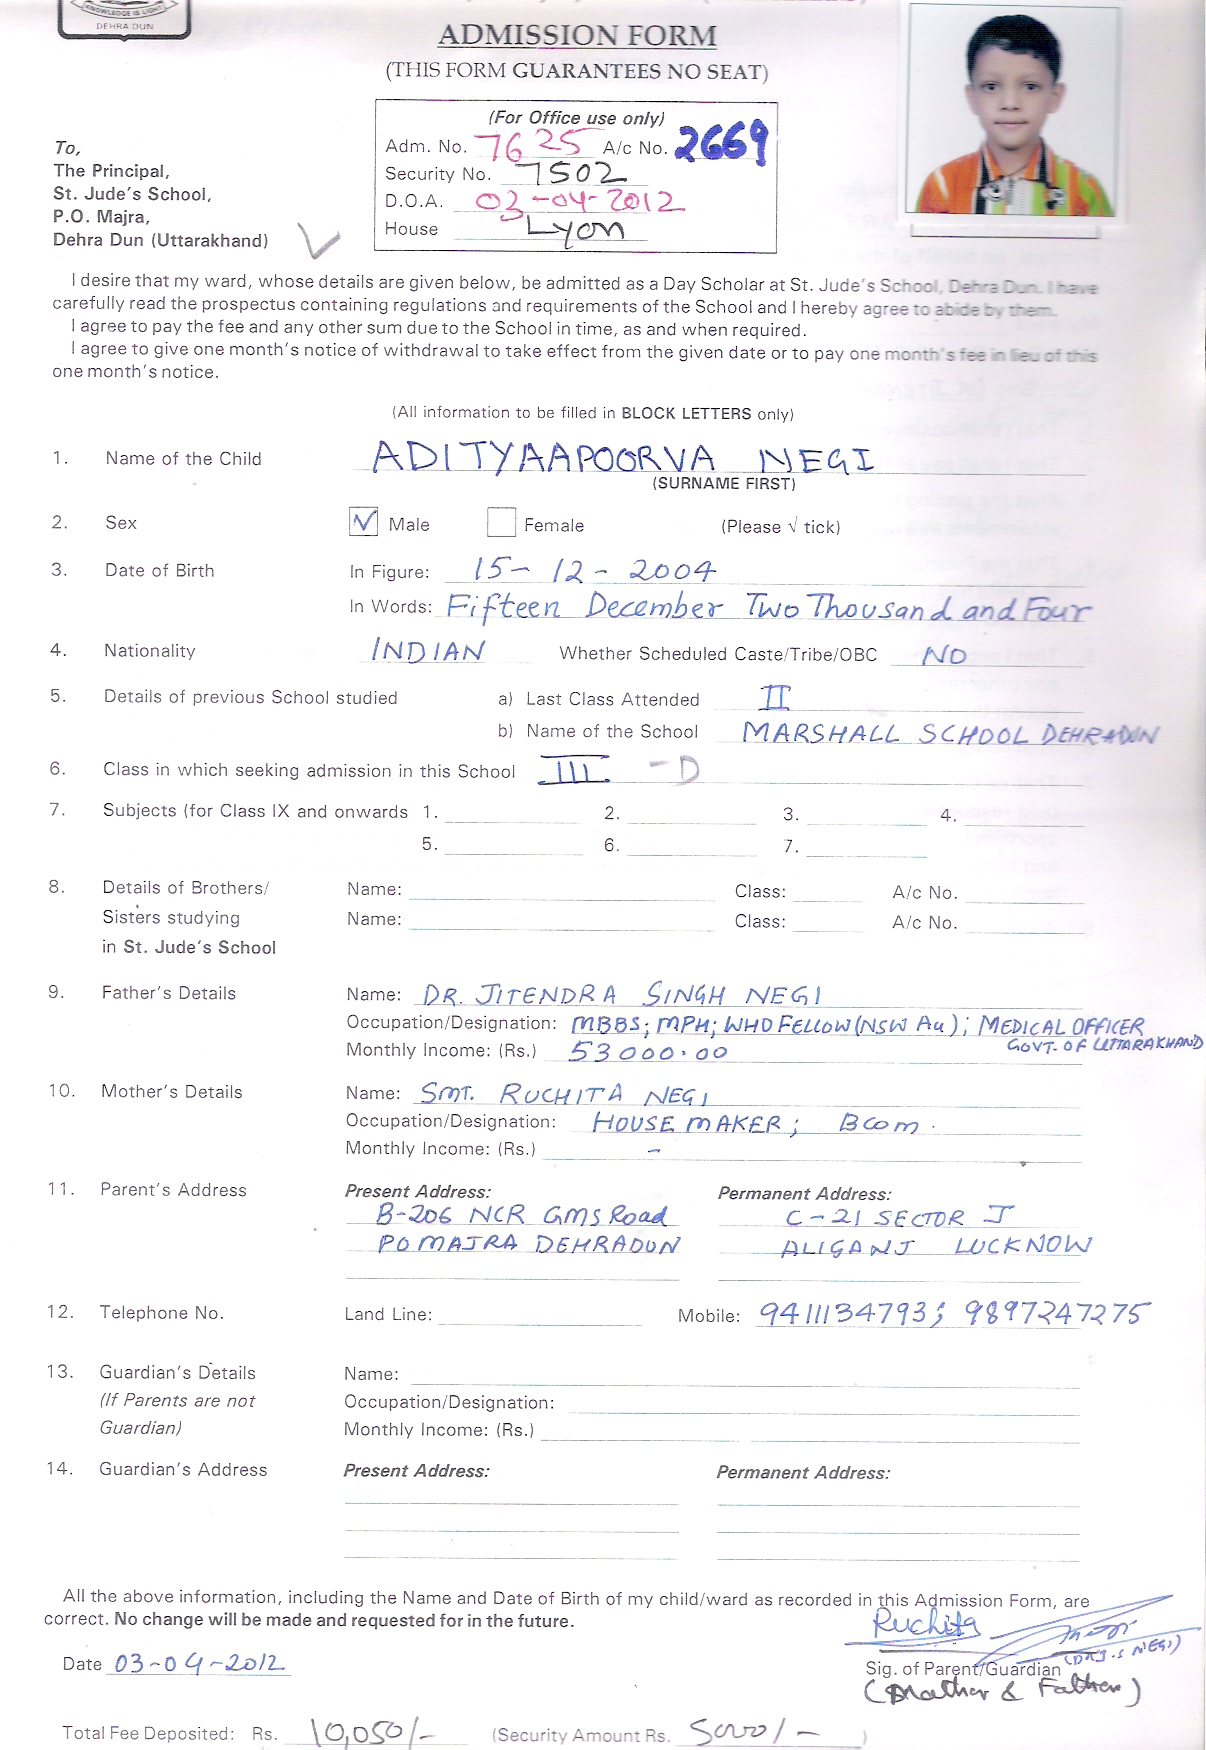 KNOWLEDGE IS LIGHT
DEHRA DUN
ADMISSION FORM
(THIS FORM GUARANTEES NO SEAT)
(For Office use only)
Adm. No. 7625 A/c No. 2669
Security No. 7502
D.O.A. 03-04-2012
House Lyon
To,
The Principal,
St. Jude's School,
P.O. Majra,
Dehra Dun (Uttarakhand)
I desire that my ward, whose details are given below, be admitted as a Day Scholar at St. Jude's School, Dehra Dun. I have
carefully read the prospectus containing regulations and requirements of the School and I hereby agree to abide by them.
I agree to pay the fee and any other sum due to the School in time, as and when required.
I agree to give one month's notice of withdrawal to take effect from the given date or to pay one month's fee in lieu of this
one month's notice.
(All information to be filled in BLOCK LETTERS only)
1. Name of the Child ADITYAAPOORVA NEGI
(SURNAME FIRST)
2. Sex ✓ Male Female (Please √ tick)
3. Date of Birth In Figure: 15-12-2004
In Words: Fifteen December Two Thousand and Four
4. Nationality INDIAN Whether Scheduled Caste/Tribe/OBC NO
5. Details of previous School studied a) Last Class Attended II
b) Name of the School MARSHALL SCHOOL DEHRADUN
6. Class in which seeking admission in this School III - D
7. Subjects (for Class IX and onwards 1. 2. 3. 4.
5. 6. 7.
8. Details of Brothers/ Name: Class: A/c No.
Sisters studying Name: Class: A/c No.
in St. Jude's School
9. Father's Details Name: DR. JITENDRA SINGH NEGI
Occupation/Designation: MBBS; MPH; WHO FELLOW (NSW Au); MEDICAL OFFICER
GOVT. OF UTTARAKHAND
Monthly Income: (Rs.) 53000.00
10. Mother's Details Name: SMT. RUCHITA NEGI
Occupation/Designation: HOUSE MAKER; Bcom.
Monthly Income: (Rs.) -
11. Parent's Address Present Address: Permanent Address:
B-206 NCR GMS Road C-21 SECTOR J
PO MAJRA DEHRADUN ALIGANJ LUCKNOW
12. Telephone No. Land Line: Mobile: 9411134793; 9897247275
13. Guardian's Details Name:
(If Parents are not Occupation/Designation:
Guardian) Monthly Income: (Rs.)
14. Guardian's Address Present Address: Permanent Address:
All the above information, including the Name and Date of Birth of my child/ward as recorded in this Admission Form, are
correct. No change will be made and requested for in the future.
Ruchita
Date 03-04-2012
Sig. of Parent/Guardian
(Mother & Father)
Total Fee Deposited: Rs. 10,050/- (Security Amount Rs. 5000/- )